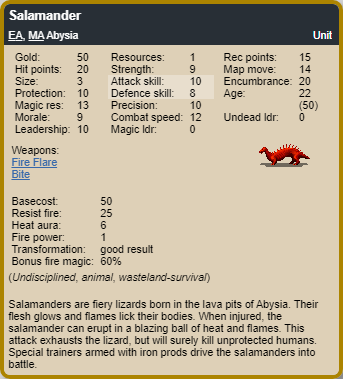 Salamander
EA, MA Abysia Unit
Gold: 50 Resources: 1 Rec points: 15
Hit points: 20 Strength: 9 Map move: 14
Size: 3 Attack skill: 10 Encumbrance: 20
Protection: 10 Defence skill: 8 Age: 22
Magic res: 13 Precision: 10 (50)
Morale: 9 Combat speed: 12 Undead ldr: 0
Leadership: 10 Magic ldr: 0
Weapons:
Fire Flare
Bite
Basecost: 50
Resist fire: 25
Heat aura: 6
Fire power: 1
Transformation: good result
Bonus fire magic: 60%
(Undisciplined, animal, wasteland-survival)
Salamanders are fiery lizards born in the lava pits of Abysia. Their
flesh glows and flames lick their bodies. When injured, the
salamander can erupt in a blazing ball of heat and flames. This
attack exhausts the lizard, but will surely kill unprotected humans.
Special trainers armed with iron prods drive the salamanders into
battle.